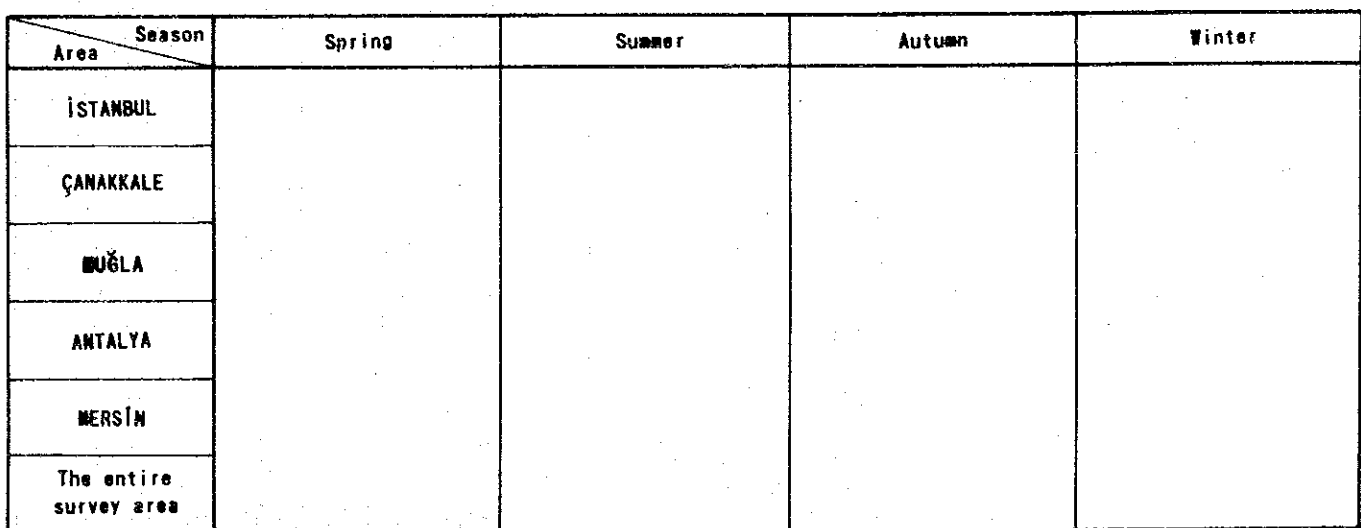 Season
Area
Spring
Summer
Autumn
Winter
İSTANBUL
ÇANAKKALE
MUĞLA
ANTALYA
MERSİN
The entire
survey area